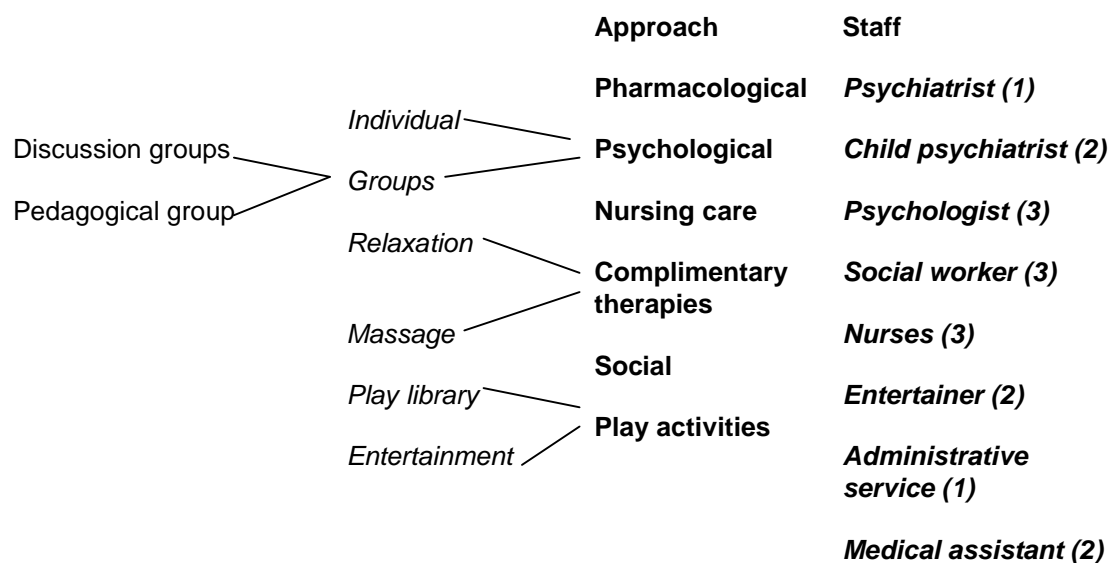 Approach Staff
Pharmacological Psychiatrist (1)
Individual
Discussion groups Psychological Child psychiatrist (2)
Groups
Pedagogical group Nursing care Psychologist (3)
Relaxation
Complimentary Social worker (3)
therapies
Massage Nurses (3)
Social
Play library Entertainer (2)
Play activities
Entertainment Administrative
service (1)
Medical assistant (2)